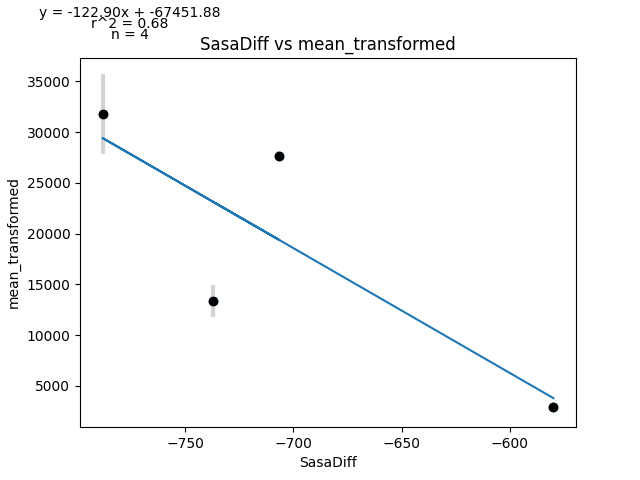 y = -122.90x + -67451.88
r^2 = 0.68
n = 4
SasaDiff vs mean_transformed
35000
30000
25000
20000
15000
10000
5000
mean_transformed
−750
−700
−650
−600
SasaDiff